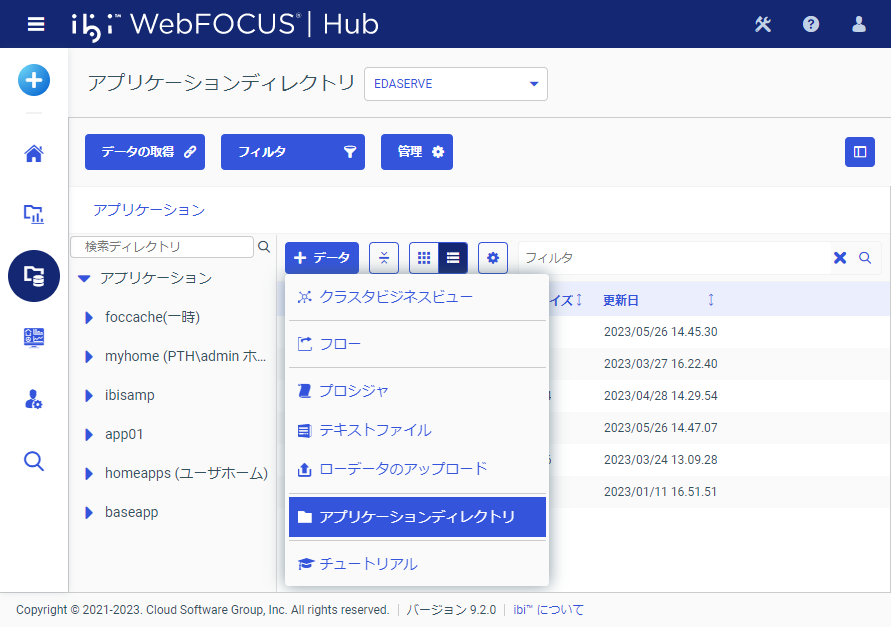 ibi™ WebFOCUS® | Hub
アプリケーションディレクトリ
EDASERVE
データの取得
フィルタ
管理
アプリケーション
検索ディレクトリ
+ データ
フィルタ
アプリケーション
foccache(一時)
myhome (PTH\admin ホ...
ibisamp
app01
homeapps (ユーザホーム)
baseapp
クラスタビジネスビュー
フロー
プロシジャ
テキストファイル
ローデータのアップロード
アプリケーションディレクトリ
チュートリアル
イズ
更新日
2023/05/26 14.45.30
2023/03/27 16.22.40
2023/04/28 14.29.54
2023/05/26 14.47.07
2023/03/24 13.09.28
2023/01/11 16.51.51
Copyright © 2021-2023. Cloud Software Group, Inc. All rights reserved. | バージョン 9.2.0 | ibi™ について